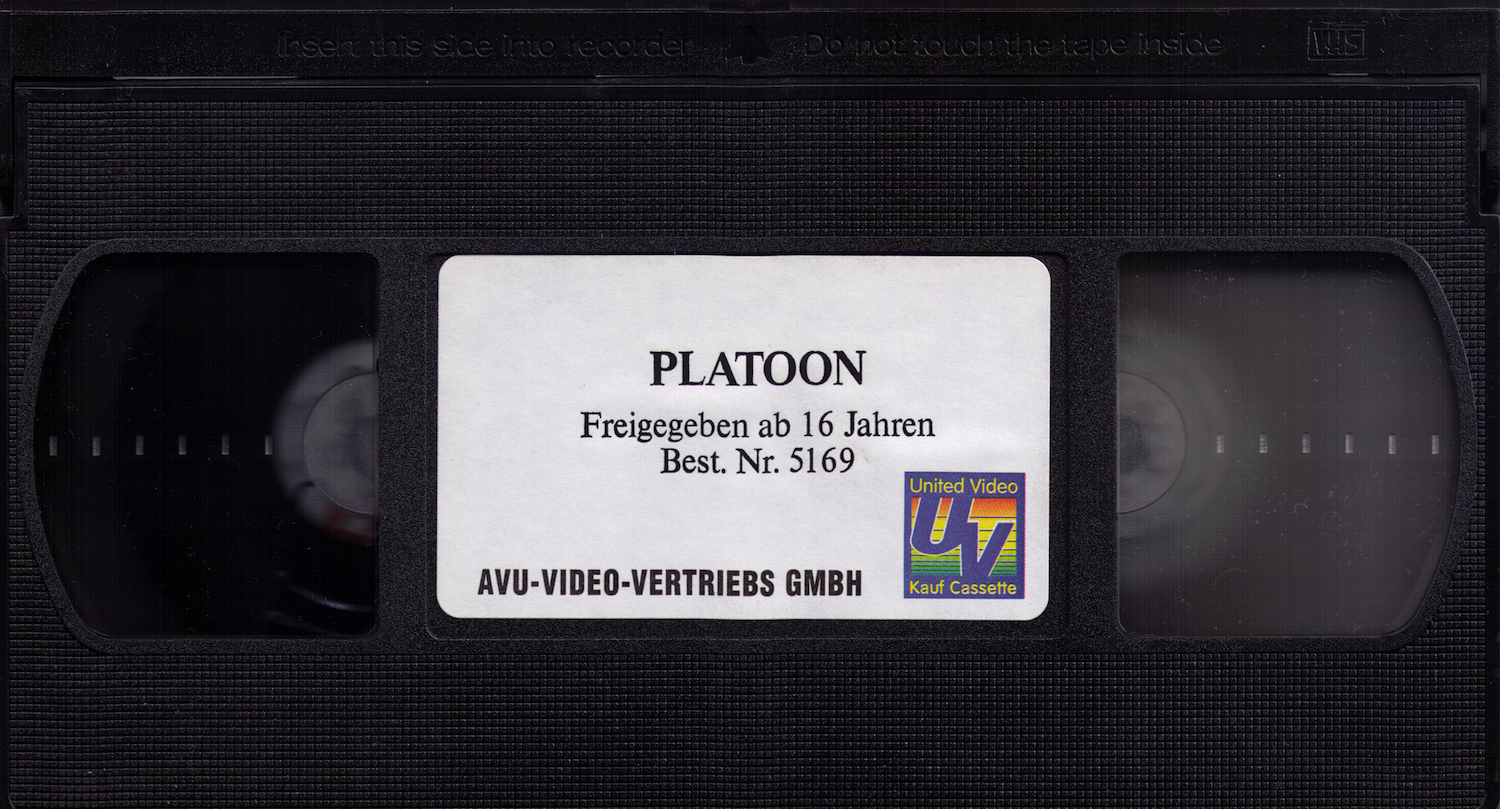 Insert this side into recorder Do not touch the tape inside VHS
PLATOON
Freigegeben ab 16 Jahren
Best. Nr. 5169
United Video
UV
Kauf Cassette
AVU-VIDEO-VERTRIEBS GMBH